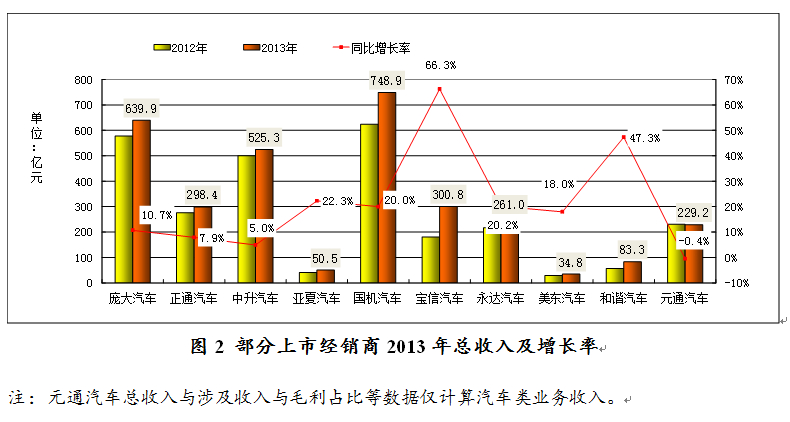 2012年 2013年 同比增长率
66.3%
800 748.9 70%
700 639.9 60%
单位：亿元
600 525.3 50%
47.3%
500 40%
400 30%
300 298.4 22.3% 20.0% 300.8 261.0 18.0% 229.2 20%
200 10.7% 7.9% 5.0% 20.2% 10%
100 50.5 34.8 83.3 -0.4% 0%
0 -10%
庞大汽车 正通汽车 中升汽车 亚夏汽车 国机汽车 宝信汽车 永达汽车 美东汽车 和谐汽车 元通汽车
图 2 部分上市经销商 2013 年总收入及增长率
注：元通汽车总收入与涉及收入与毛利占比等数据仅计算汽车类业务收入。